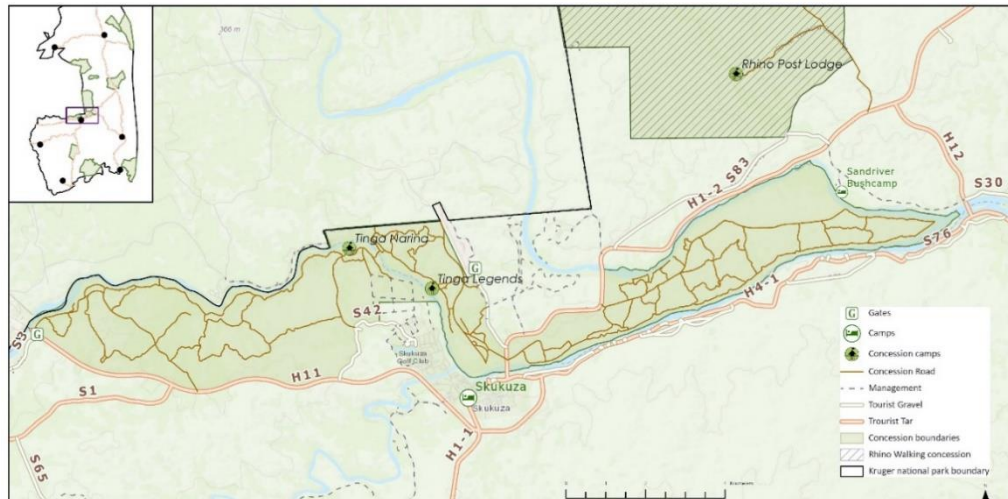 300 m
Rhino Post Lodge
H1-2
S83
H12
Sandriver
Bushcamp
S30
S76
Tinga Narina
G
Tinga Legends
H4-1
S42
S3
G
Skukuza
Golf Club
H11
S1
Skukuza
Skukuza
H1-1
S65
G
Gates
Camps
Concession camps
Concession Road
Management
Tourist Gravel
Trourist Tar
Concession boundaries
Rhino Walking concession
Kruger national park boundary